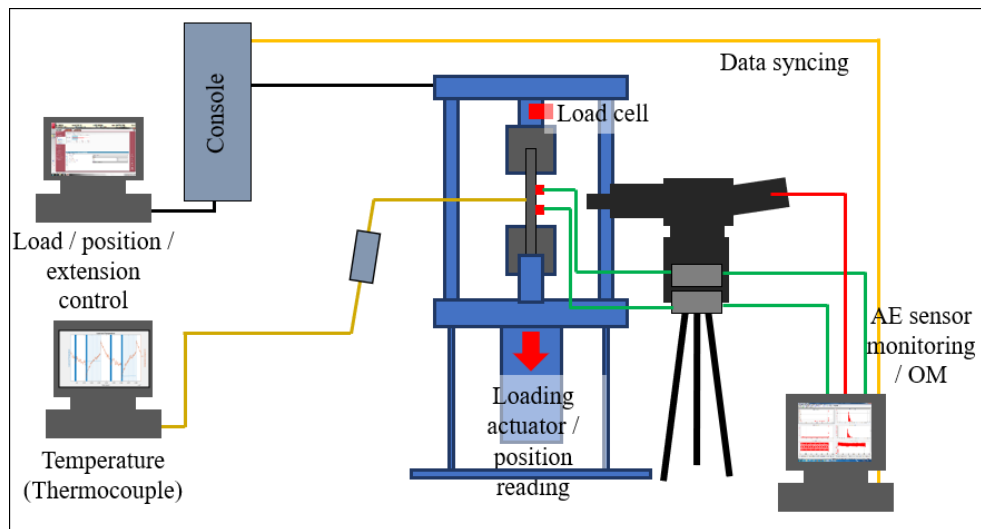 Console
Data syncing
Load cell
Load / position /
extension
control
AE sensor
monitoring
/ OM
Loading
actuator /
position
reading
Temperature
(Thermocouple)